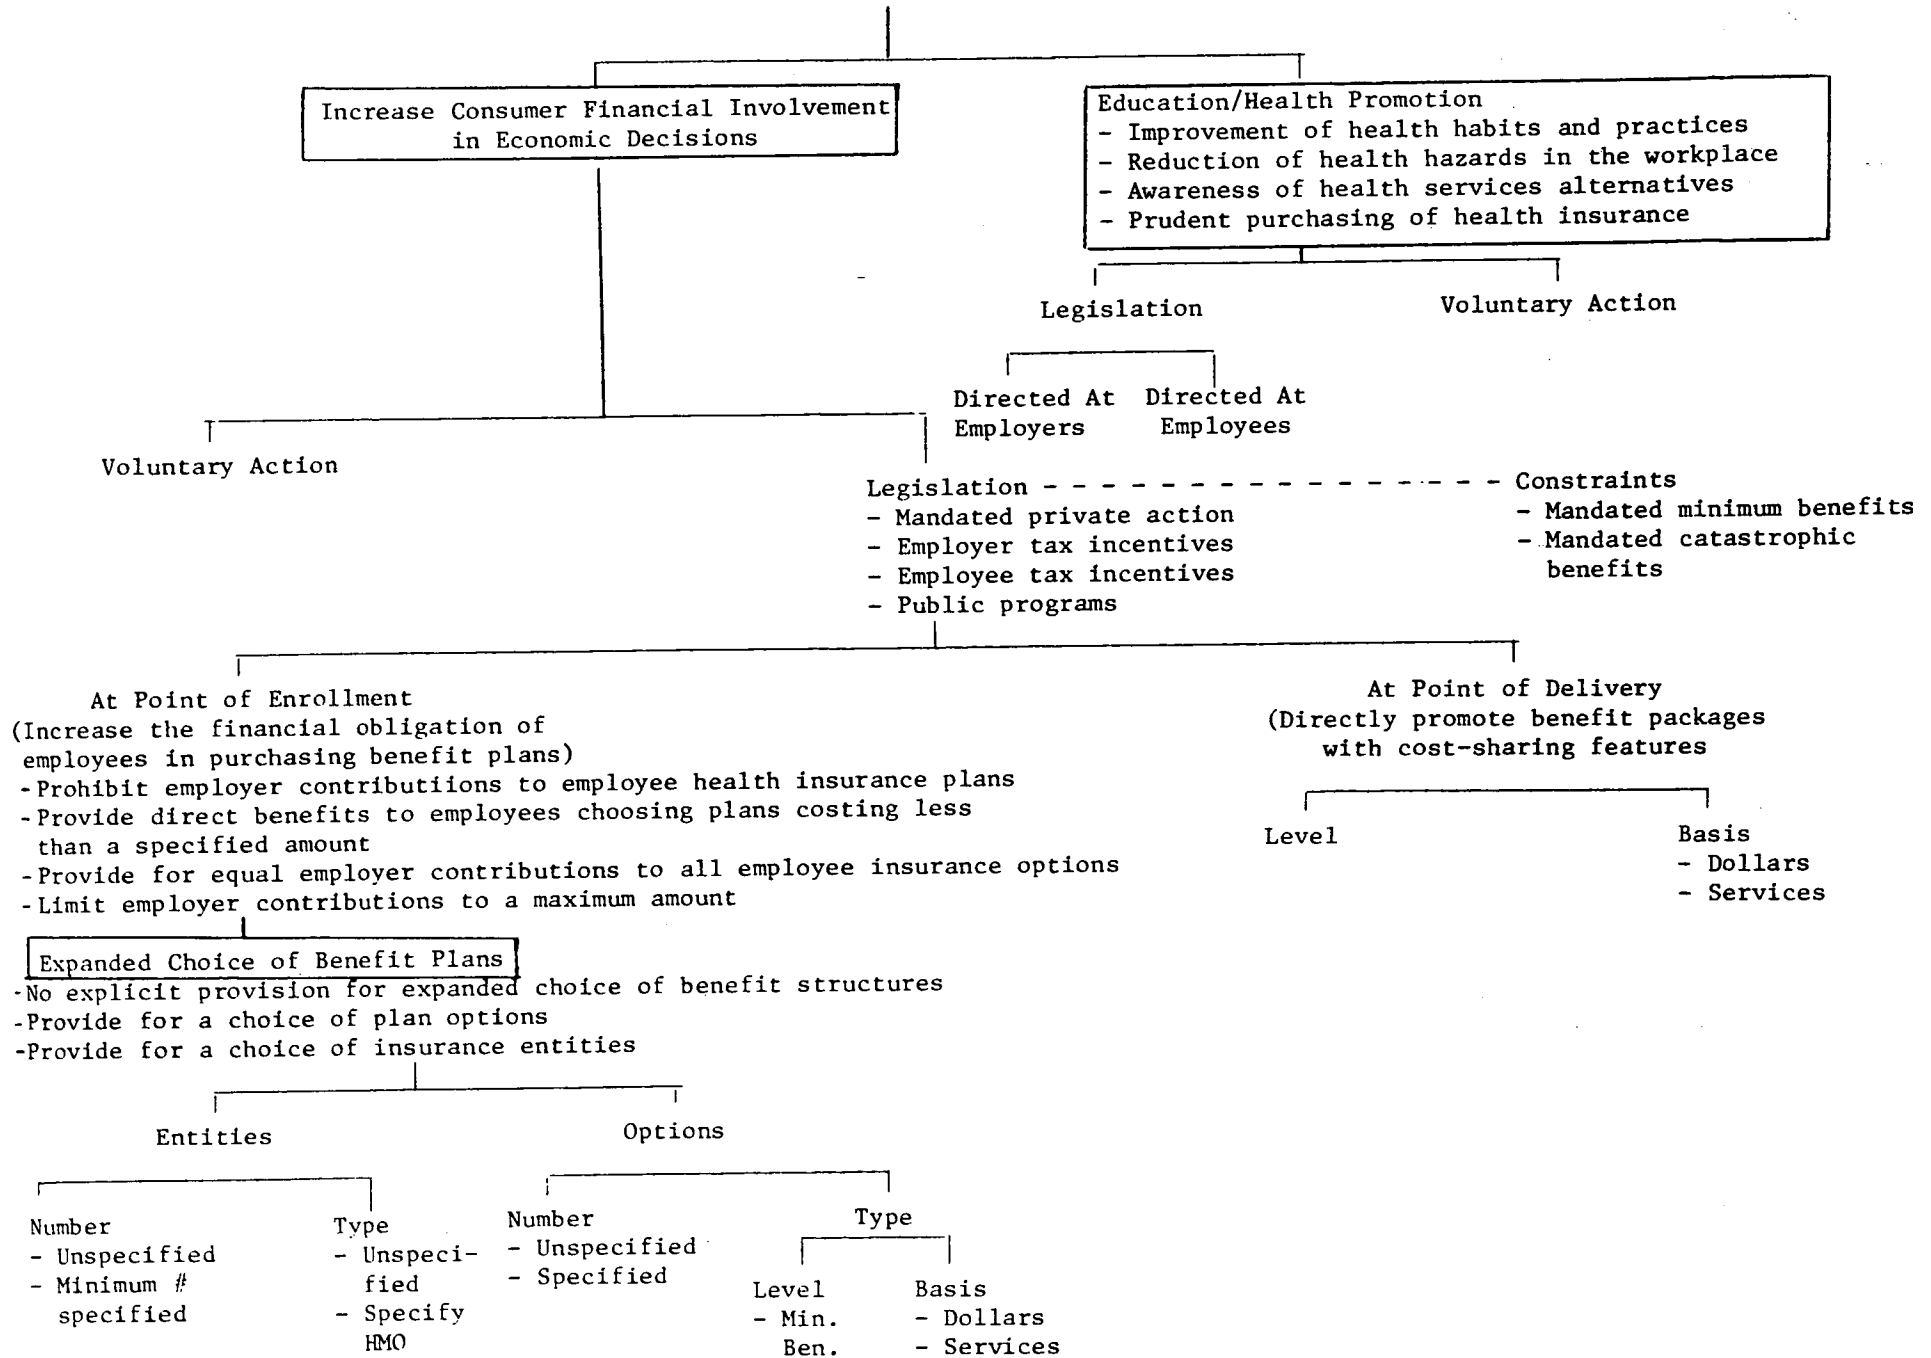 Increase Consumer Financial Involvement
in Economic Decisions
Education/Health Promotion
- Improvement of health habits and practices
- Reduction of health hazards in the workplace
- Awareness of health services alternatives
- Prudent purchasing of health insurance
Legislation
Voluntary Action
Directed At
Employers
Directed At
Employees
Voluntary Action
Legislation - - - - - - - - - - - - - - - - Constraints
- Mandated private action
- Employer tax incentives
- Employee tax incentives
- Public programs
- Mandated minimum benefits
- Mandated catastrophic
benefits
At Point of Enrollment
(Increase the financial obligation of
employees in purchasing benefit plans)
- Prohibit employer contributiions to employee health insurance plans
- Provide direct benefits to employees choosing plans costing less
than a specified amount
- Provide for equal employer contributions to all employee insurance options
- Limit employer contributions to a maximum amount
At Point of Delivery
(Directly promote benefit packages
with cost-sharing features
Level
Basis
- Dollars
- Services
Expanded Choice of Benefit Plans
-No explicit provision for expanded choice of benefit structures
-Provide for a choice of plan options
-Provide for a choice of insurance entities
Entities
Options
Number
- Unspecified
- Minimum #
specified
Type
- Unspeci-
fied
- Specify
HMO
Number
- Unspecified
- Specified
Type
Level
- Min.
Ben.
Basis
- Dollars
- Services